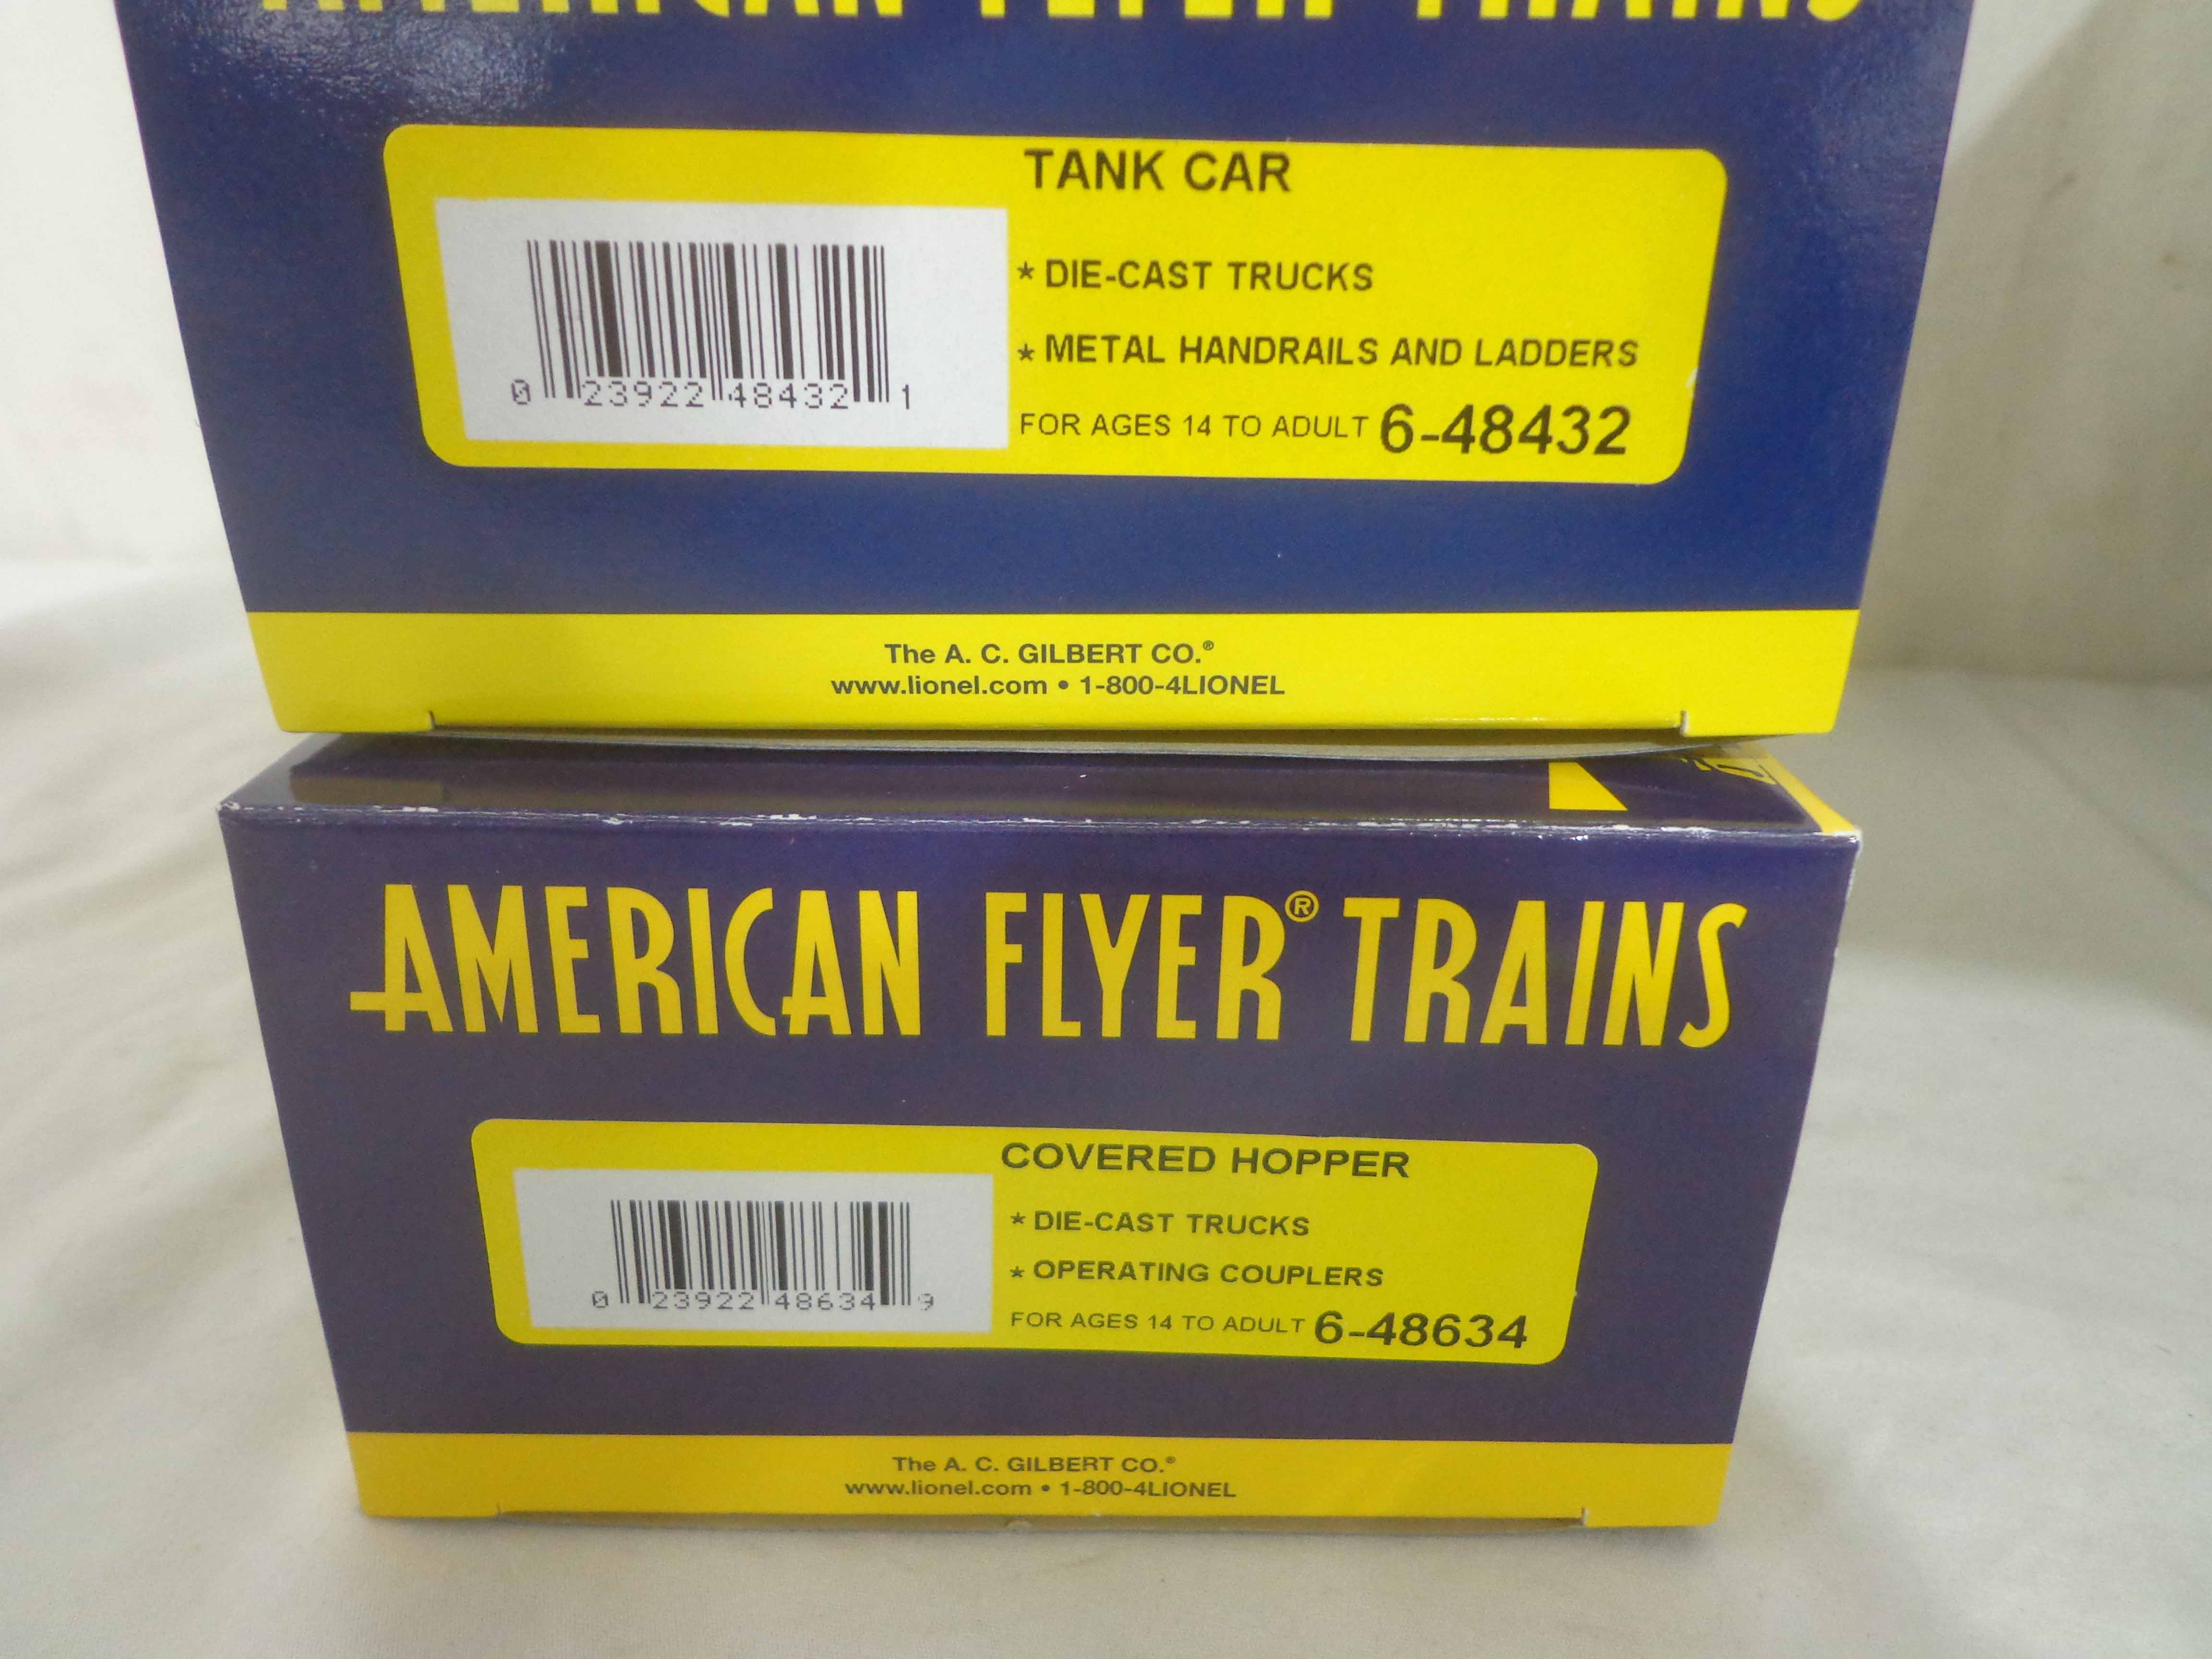 AMERICAN FLYER TRAINS
TANK CAR
* DIE-CAST TRUCKS
* METAL HANDRAILS AND LADDERS
FOR AGES 14 TO ADULT 6-48432
0 23922 48432 1
The A. C. GILBERT CO.®
www.lionel.com • 1-800-4LIONEL
AMERICAN FLYER® TRAINS
COVERED HOPPER
* DIE-CAST TRUCKS
* OPERATING COUPLERS
FOR AGES 14 TO ADULT 6-48634
0 23922 48634 9
The A. C. GILBERT CO.®
www.lionel.com • 1-800-4LIONEL